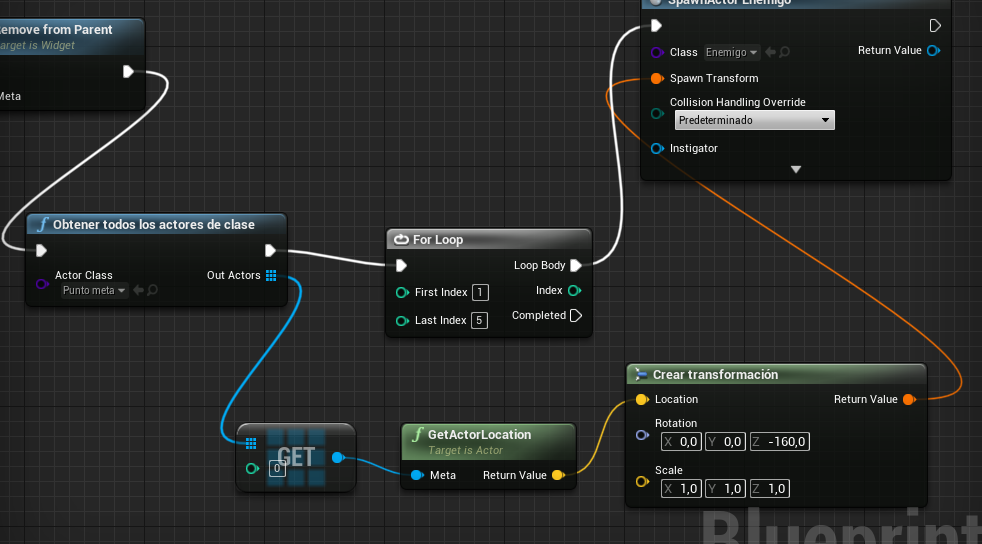 SpawnActor Enemigo
Remove from Parent
Target is Widget
Meta
Class Enemigo
Return Value
Spawn Transform
Collision Handling Override
Predeterminado
Instigator
Obtener todos los actores de clase
Actor Class
Punto meta
Out Actors
For Loop
Loop Body
First Index 1
Index
Last Index 5
Completed
Crear transformación
Location
Return Value
Rotation
X 0,0 Y 0,0 Z -160,0
Scale
X 1,0 Y 1,0 Z 1,0
GET
0
GetActorLocation
Target is Actor
Meta
Return Value
Blueprint